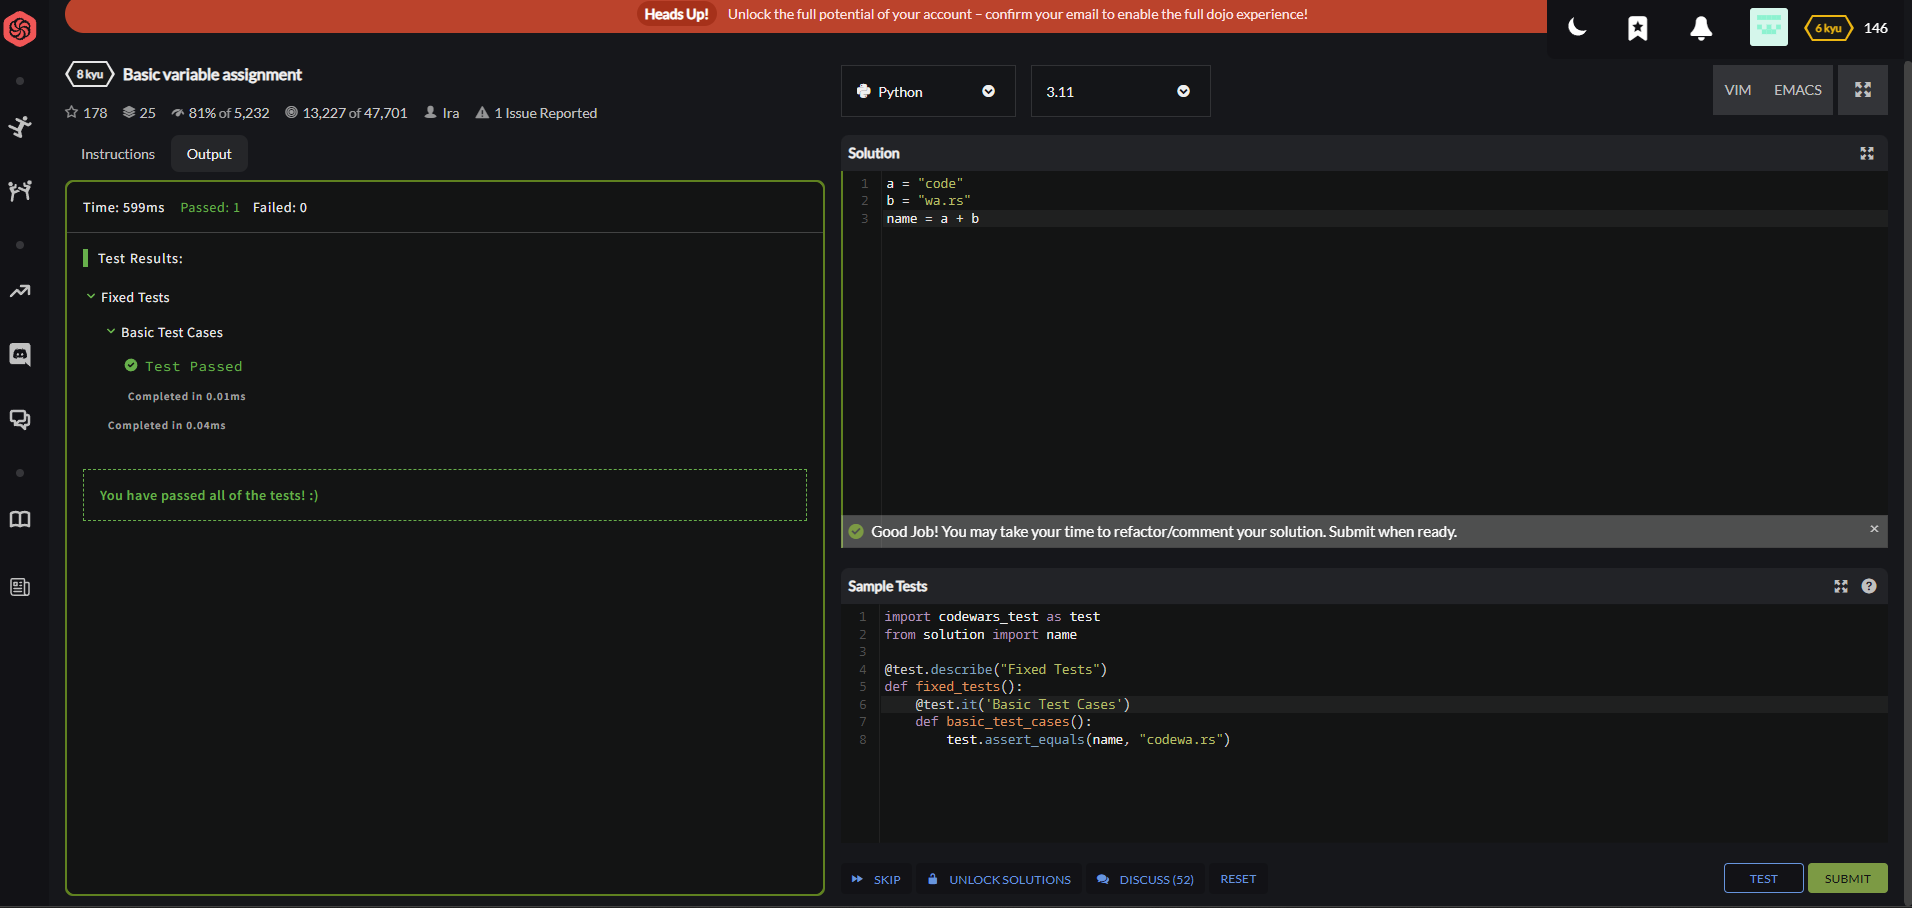 Heads Up! Unlock the full potential of your account – confirm your email to enable the full dojo experience!
6 kyu 146
8 kyu Basic variable assignment
178 25 81% of 5,232 13,227 of 47,701 Ira 1 Issue Reported
Instructions Output
Time: 599ms Passed: 1 Failed: 0
Test Results:
Fixed Tests
Basic Test Cases
Test Passed
Completed in 0.01ms
Completed in 0.04ms
You have passed all of the tests! :)
Python 3.11 VIM EMACS
Solution
1 a = "code"
2 b = "wa.rs"
3 name = a + b
Good Job! You may take your time to refactor/comment your solution. Submit when ready. ×
Sample Tests ?
1 import codewars_test as test
2 from solution import name
3
4 @test.describe("Fixed Tests")
5 def fixed_tests():
6 @test.it('Basic Test Cases')
7 def basic_test_cases():
8 test.assert_equals(name, "codewa.rs")
SKIP UNLOCK SOLUTIONS DISCUSS (52) RESET TEST SUBMIT